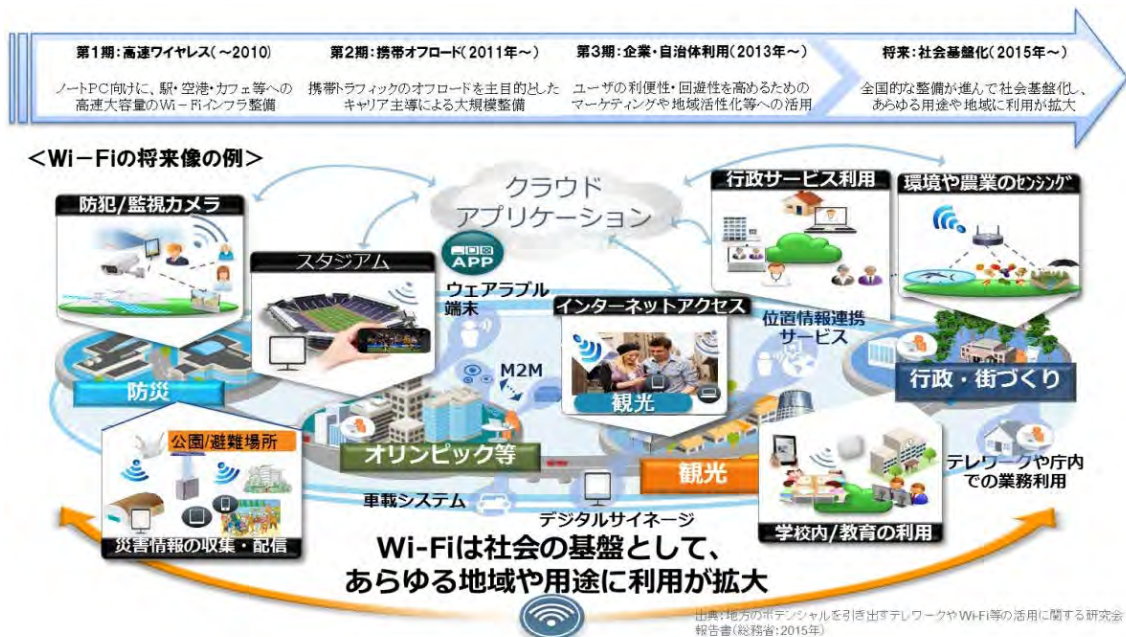 第1期：高速ワイヤレス(～2010)
ノートPC向けに、駅・空港・カフェ等への
高速大容量のWi－Fiインフラ整備
第2期：携帯オフロード(2011年～)
携帯トラフィックのオフロードを主目的とした
キャリア主導による大規模整備
第3期：企業・自治体利用(2013年～)
ユーザの利便性・回遊性を高めるための
マーケティングや地域活性化等への活用
将来：社会基盤化(2015年～)
全国的な整備が進んで社会基盤化し、
あらゆる用途や地域に利用が拡大
＜Wi－Fiの将来像の例＞
防犯/監視カメラ
スタジアム
クラウド
アプリケーション
APP
ウェアラブル
端末
行政サービス利用
環境や農業のｾﾝｼﾝｸﾞ
インターネットアクセス
観光
位置情報連携
サービス
M2M
防災
オリンピック等
観光
行政・街づくり
公園/避難場所
災害情報の収集・配信
車載システム
デジタルサイネージ
学校内/教育の利用
テレワークや庁内
での業務利用
Wi-Fiは社会の基盤として、
あらゆる地域や用途に利用が拡大
出典：地方のポテンシャルを引き出すテレワークやWi-Fi等の活用に関する研究会
報告書(総務省：2015年)